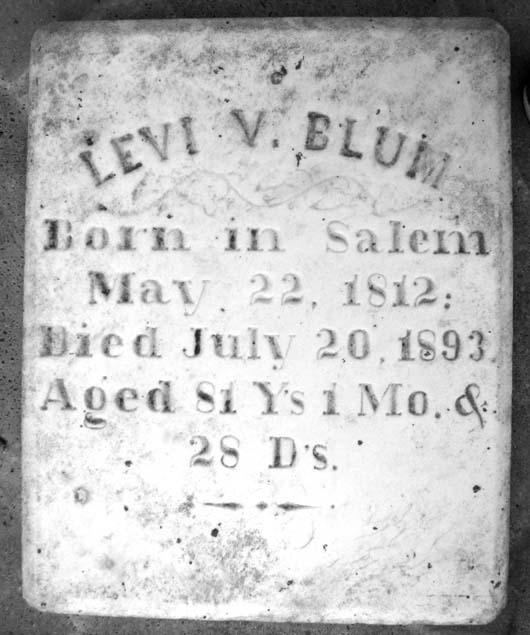 LEVI V. BLUM
Born in Salem
May 22, 1812;
Died July 20, 1893.
Aged 81 Ys 1 Mo. &
28 D's.